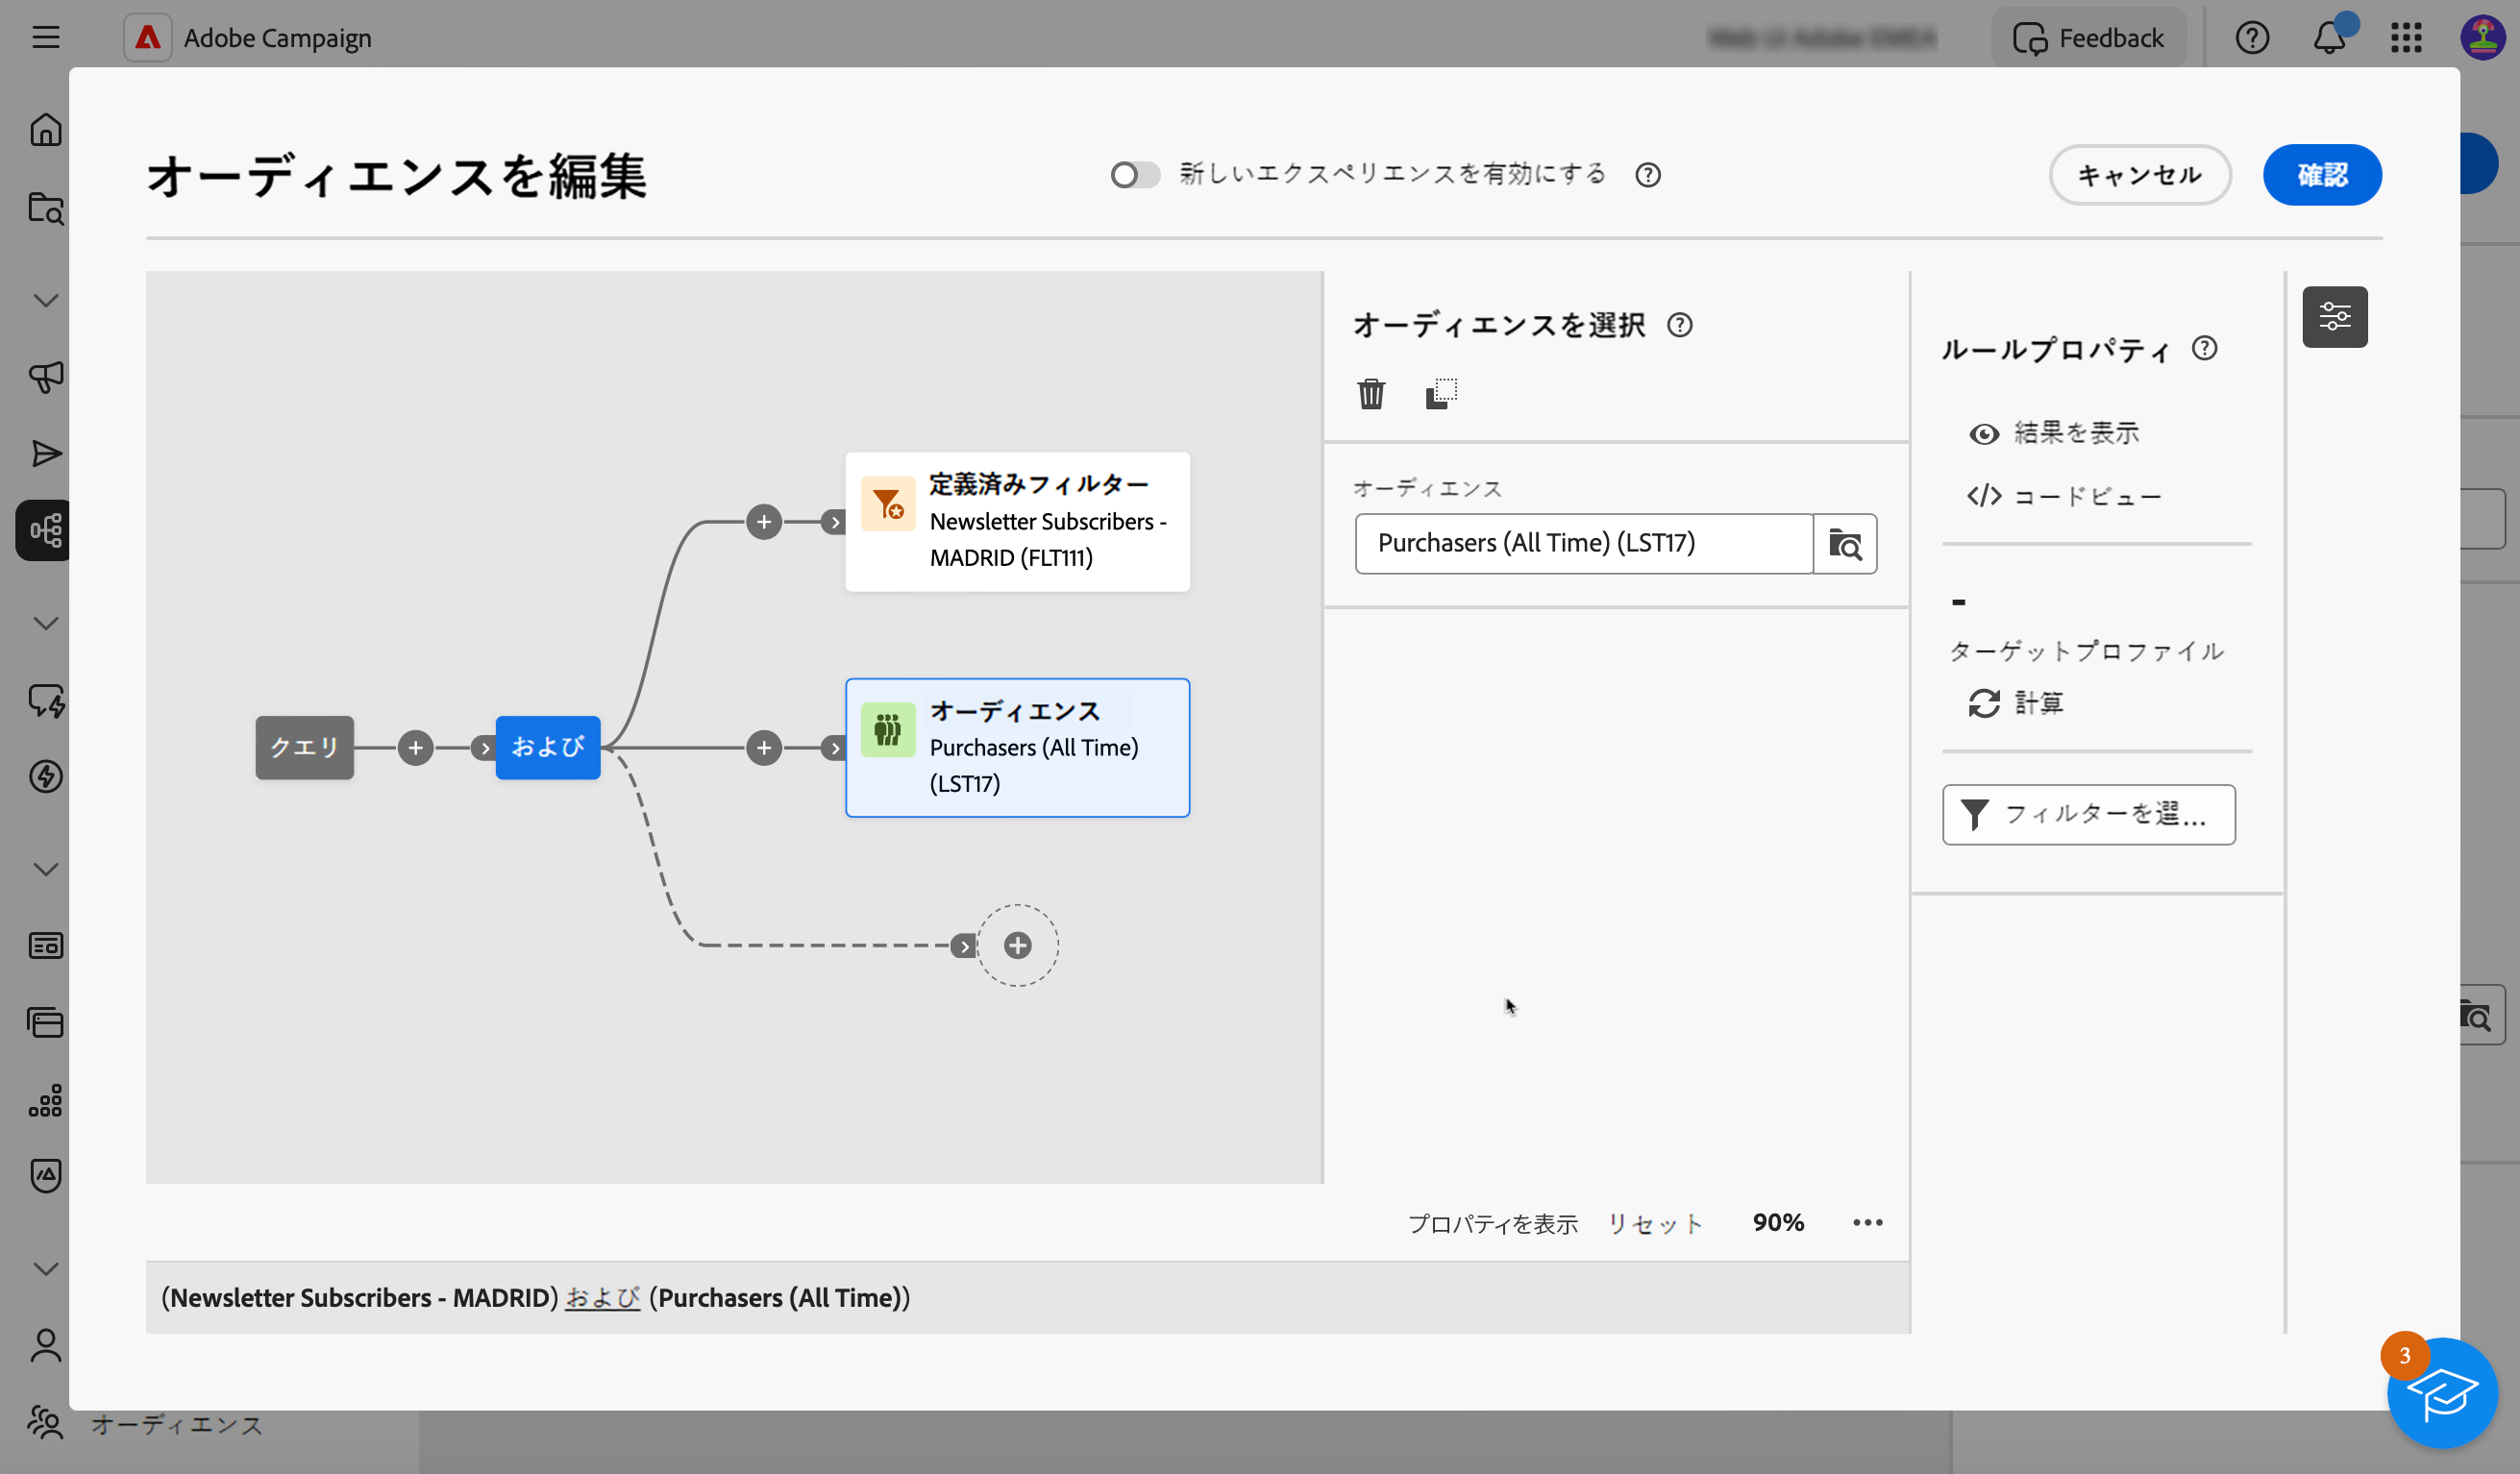 Adobe Campaign
Feedback
オーディエンスを編集
新しいエクスペリエンスを有効にする
キャンセル
確認
オーディエンスを選択
ルールプロパティ
結果を表示
コードビュー
オーディエンス
Purchasers (All Time) (LST17)
定義済みフィルター
Newsletter Subscribers -
MADRID (FLT111)
-
ターゲットプロファイル
計算
クエリ
および
オーディエンス
Purchasers (All Time)
(LST17)
フィルターを選...
プロパティを表示
リセット
90%
(Newsletter Subscribers - MADRID) および (Purchasers (All Time))
3
オーディエンス